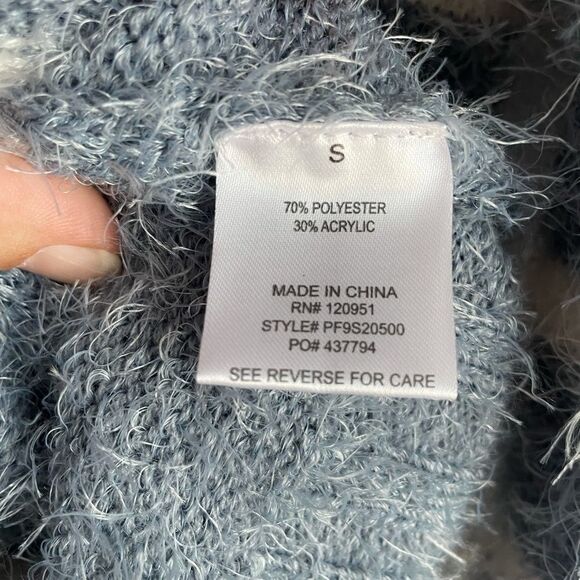 S
70% POLYESTER
30% ACRYLIC
MADE IN CHINA
RN# 120951
STYLE# PF9S20500
PO# 437794
SEE REVERSE FOR CARE